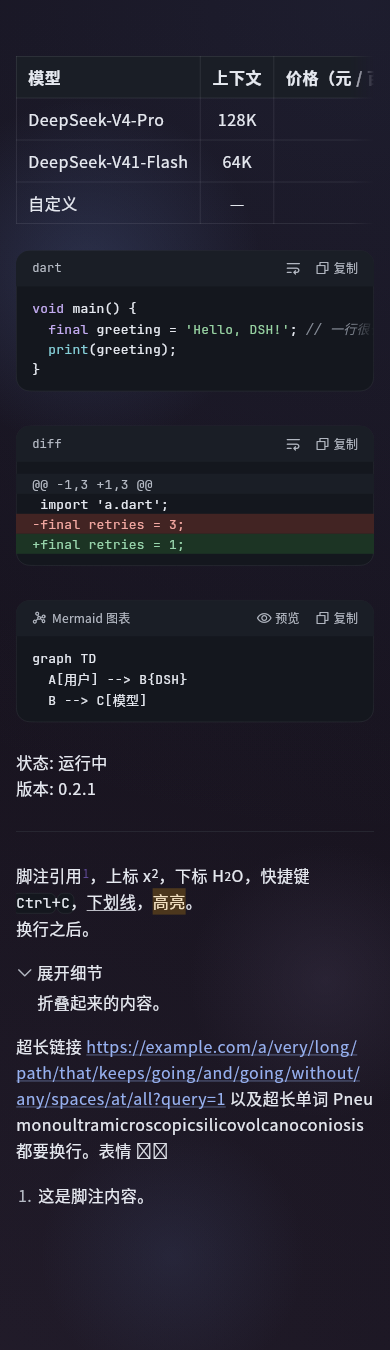 模型 上下文 价格（元 /
DeepSeek-V4-Pro 128K
DeepSeek-V41-Flash 64K
自定义 —
dart 复制
void main() {
  final greeting = 'Hello, DSH!'; // 一行很
  print(greeting);
}
diff 复制
@@ -1,3 +1,3 @@
 import 'a.dart';
-final retries = 3;
+final retries = 1;
Mermaid 图表 预览 复制
graph TD
  A[用户] --> B{DSH}
  B --> C[模型]
状态: 运行中
版本: 0.2.1
脚注引用1，上标 x²，下标 H₂O，快捷键
Ctrl+C，下划线，高亮。
换行之后。
展开细节
折叠起来的内容。
超长链接 https://example.com/a/very/long/
path/that/keeps/going/and/going/without/
any/spaces/at/all?query=1 以及超长单词 Pneu
monoultramicroscopicsilicovolcanoconiosis
都要换行。表情
1. 这是脚注内容。